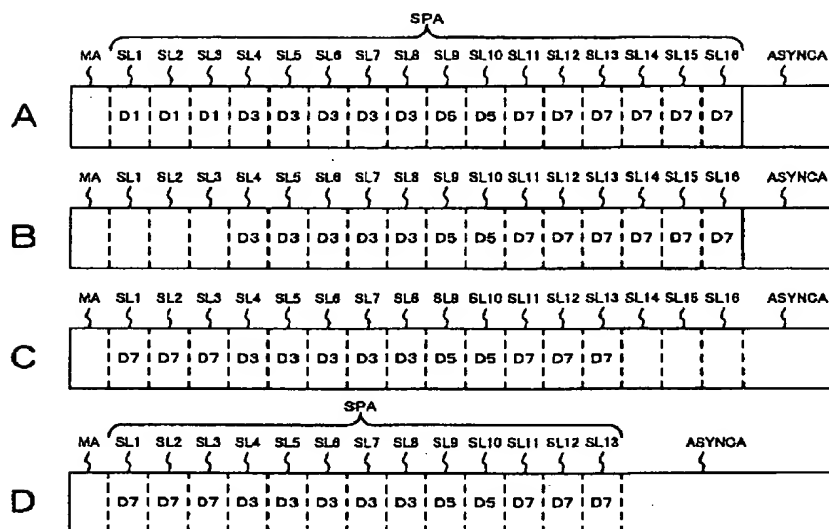 SPA
MA SL1 SL2 SL3 SL4 SL5 SL6 SL7 SL8 SL9 SL10 SL11 SL12 SL13 SL14 SL15 SL16 ASYNCA
A D1 D1 D1 D3 D3 D3 D3 D3 D5 D5 D7 D7 D7 D7 D7 D7
MA SL1 SL2 SL3 SL4 SL5 SL6 SL7 SL8 SL9 SL10 SL11 SL12 SL13 SL14 SL15 SL16 ASYNCA
B D3 D3 D3 D3 D3 D5 D5 D7 D7 D7 D7 D7 D7
MA SL1 SL2 SL3 SL4 SL5 SL6 SL7 SL8 SL9 SL10 SL11 SL12 SL13 SL14 SL15 SL16 ASYNCA
C D7 D7 D7 D3 D3 D3 D3 D3 D5 D5 D7 D7 D7
SPA
MA SL1 SL2 SL3 SL4 SL5 SL6 SL7 SL8 SL9 SL10 SL11 SL12 SL13 ASYNCA
D D7 D7 D7 D3 D3 D3 D3 D3 D5 D5 D7 D7 D7